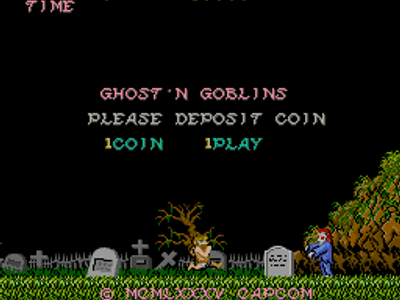 TIME
GHOST'N GOBLINS
PLEASE DEPOSIT COIN
1COIN 1PLAY
© MCMLXXXV CAPCOM